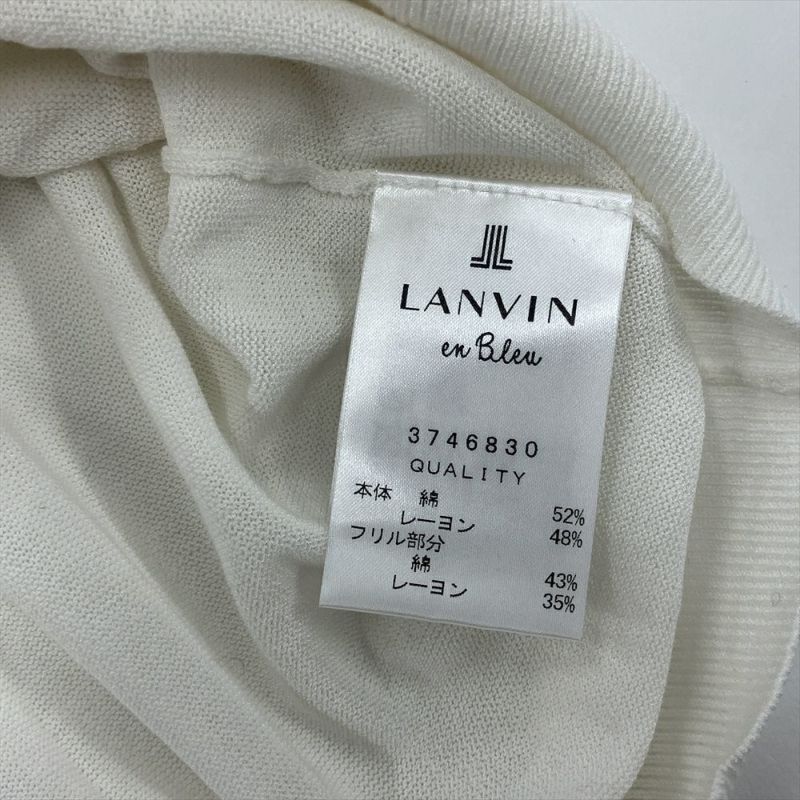 LANVIN
en Bleu
3746830
QUALITY
本体 綿 52%
レーヨン 48%
フリル部分
綿 43%
レーヨン 35%